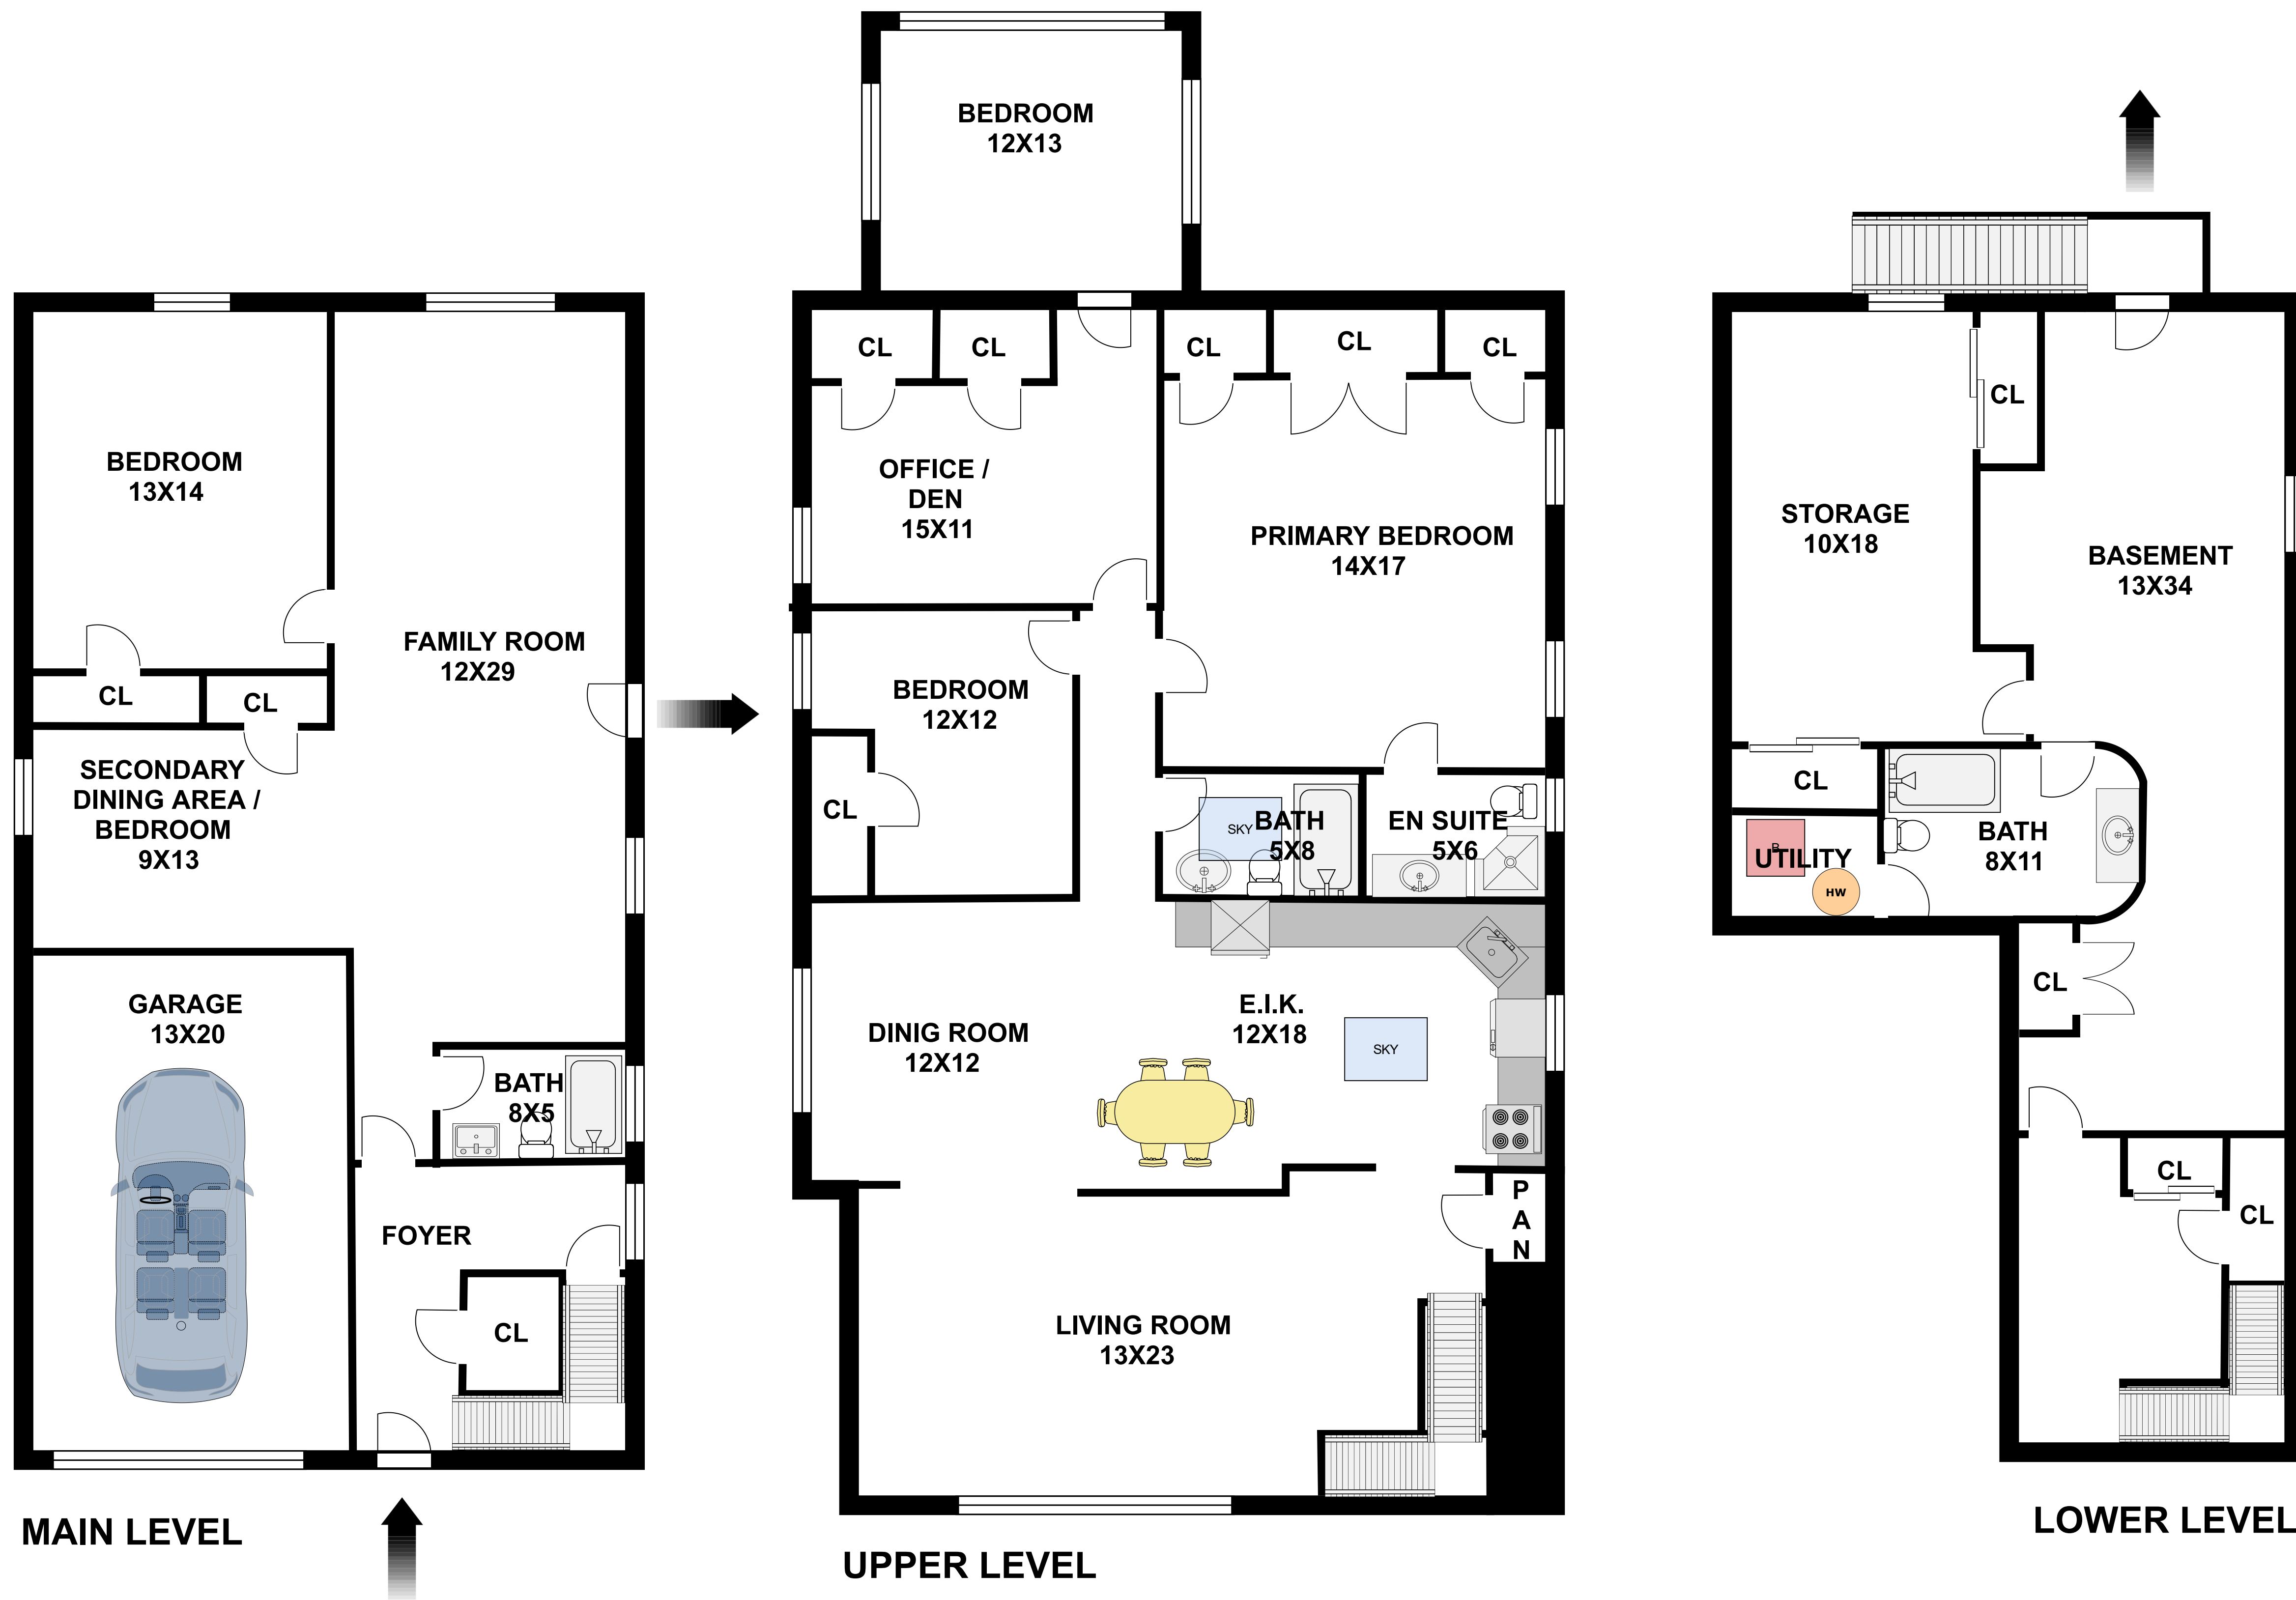 BEDROOM
13X14
FAMILY ROOM
12X29
CL
CL
SECONDARY
DINING AREA /
BEDROOM
9X13
GARAGE
13X20
BATH
8X5
FOYER
CL
MAIN LEVEL
BEDROOM
12X13
CL
CL
CL
CL
CL
OFFICE /
DEN
15X11
PRIMARY BEDROOM
14X17
BEDROOM
12X12
CL
SKY
BATH
5X8
EN SUITE
5X6
DINIG ROOM
12X12
E.I.K.
12X18
SKY
P
A
N
LIVING ROOM
13X23
UPPER LEVEL
CL
STORAGE
10X18
BASEMENT
13X34
CL
B
UTILITY
HW
BATH
8X11
CL
CL
CL
LOWER LEVEL